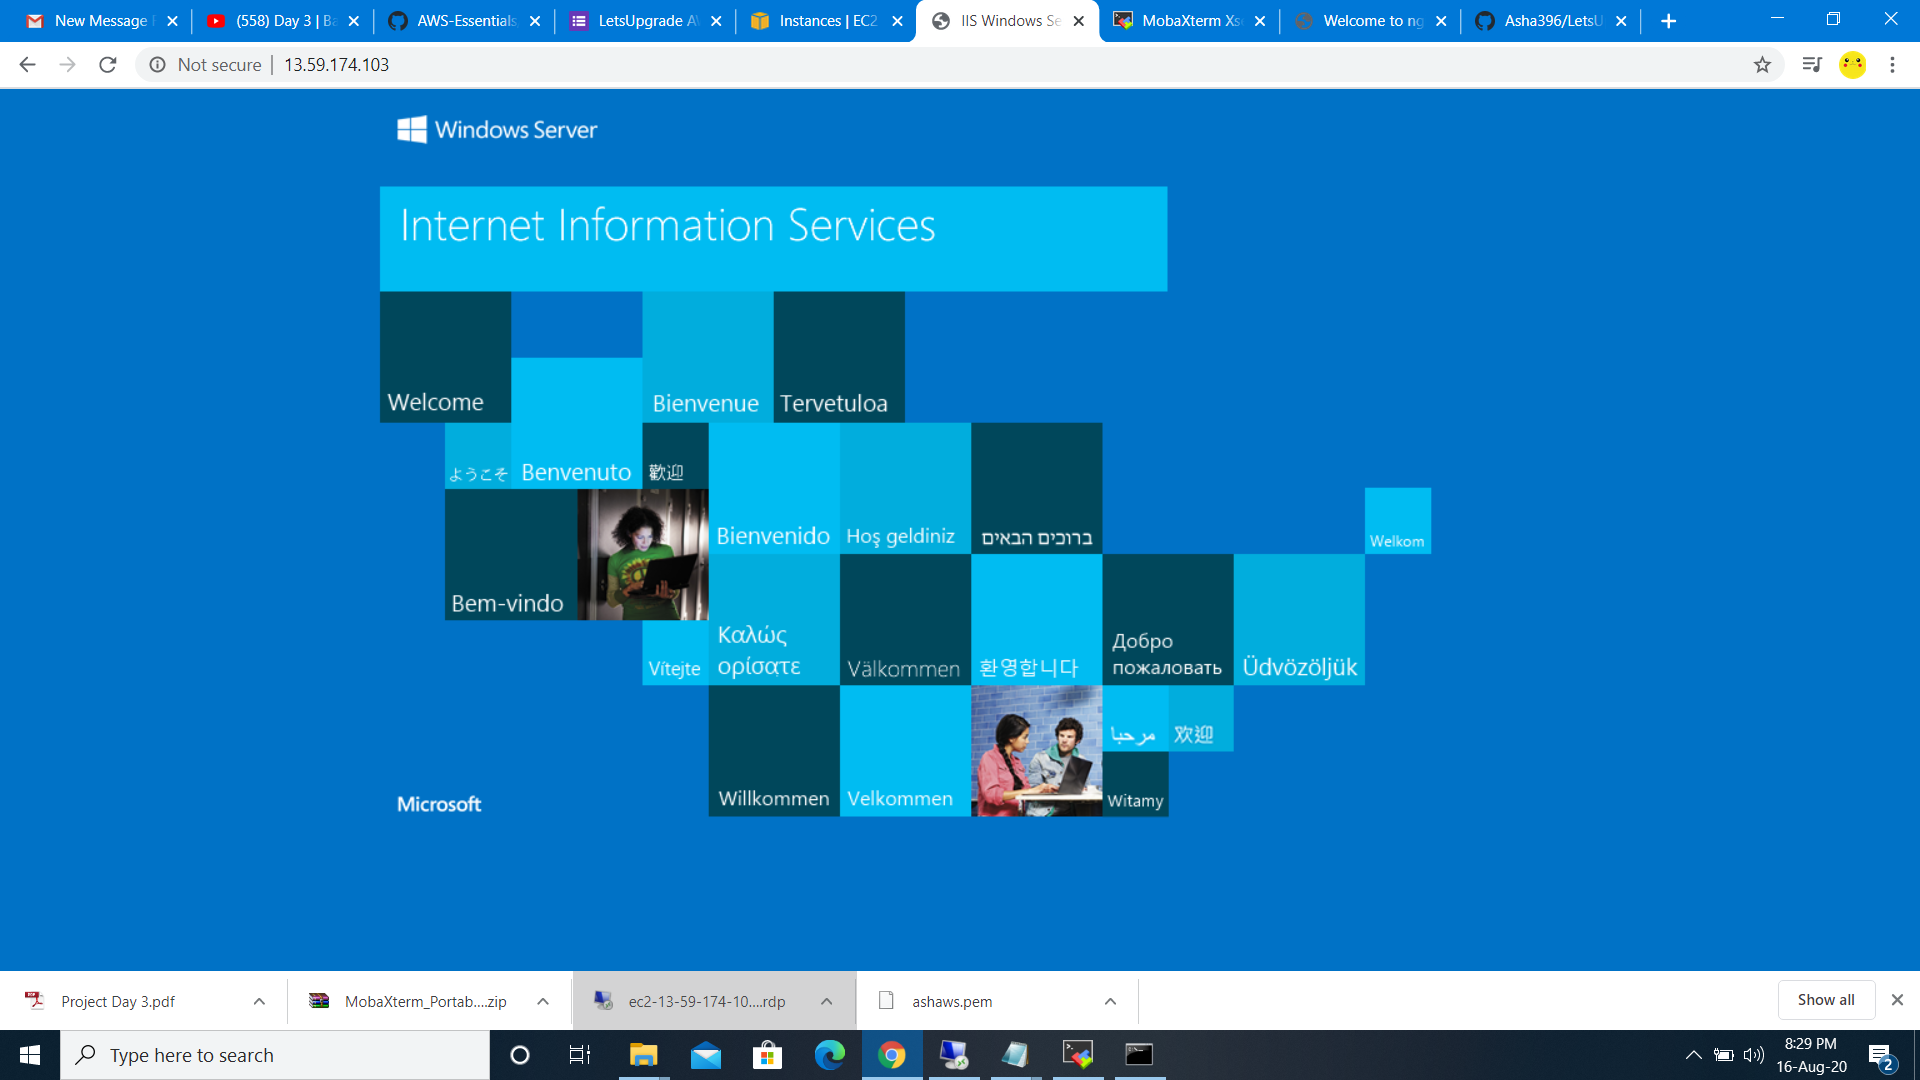 New Message
(558) Day 3 | Ba
AWS-Essentials
LetsUpgrade AW
Instances | EC2
IIS Windows Se
MobaXterm Xse
Welcome to ng
Asha396/LetsU
Not secure
13.59.174.103
Windows Server
Internet Information Services
Welcome
Bienvenue
Tervetuloa
ようこそ
Benvenuto
歡迎
Bienvenido
Hoş geldiniz
ברוכים הבאים
Welkom
Bem-vindo
Vítejte
Καλώς
ορίσατε
Välkommen
환영합니다
Добро
пожаловать
Üdvözöljük
Willkommen
Velkommen
مرحبا
欢迎
Witamy
Microsoft
Project Day 3.pdf
MobaXterm_Portab....zip
ec2-13-59-174-10....rdp
ashaws.pem
Show all
Type here to search
8:29 PM
16-Aug-20
2